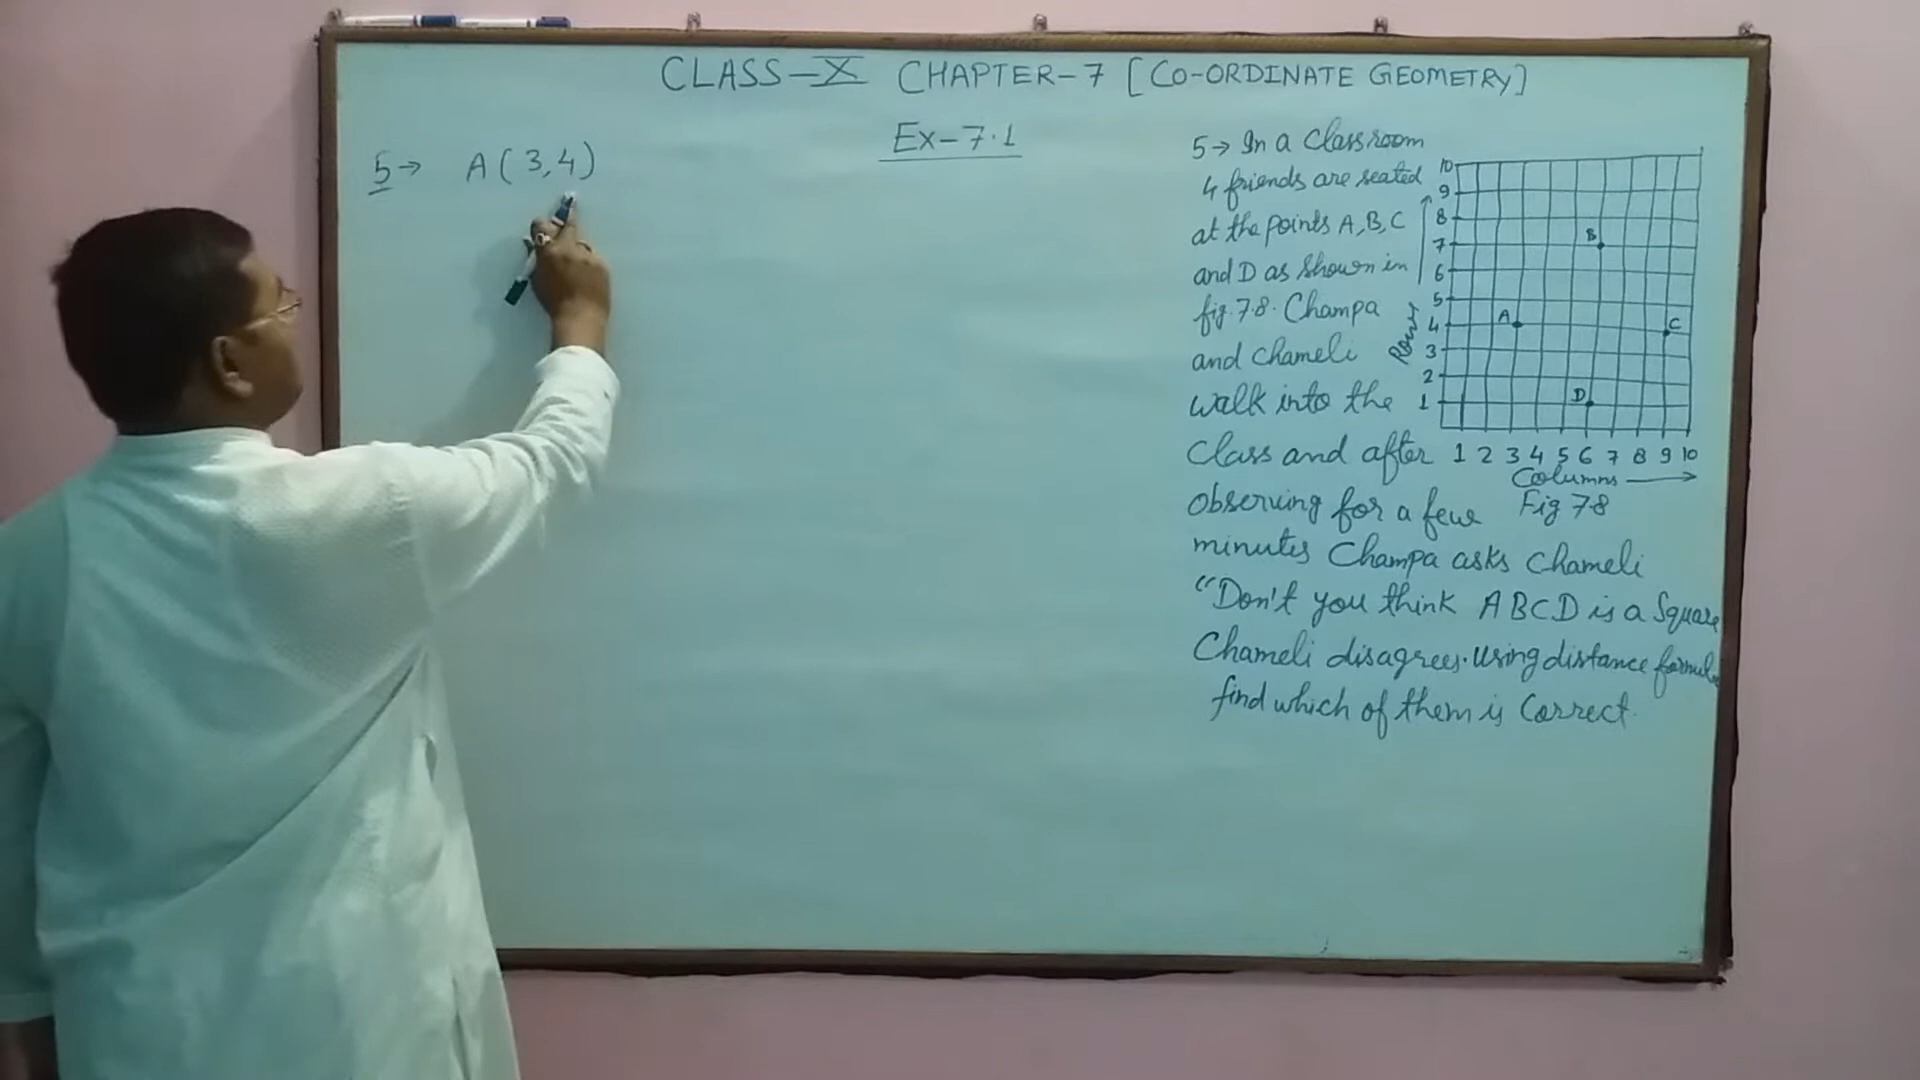 CLASS-X CHAPTER-7 [CO-ORDINATE GEOMETRY]
Ex-7.1
5→ A(3,4)
5→ In a Classroom
4 friends are seated
at the points A,B,C
and D as shown in
fig.7.8. Champa
and Chameli
walk into the
Class and after
observing for a few
minutes Champa asks Chameli
"Don't you think ABCD is a Square
Chameli disagrees. Using distance formula
find which of them is Correct.
10
9
8
7
6
5
4
3
2
1
Rows
B
A
C
D
1 2 3 4 5 6 7 8 9 10
Columns →
Fig 7.8